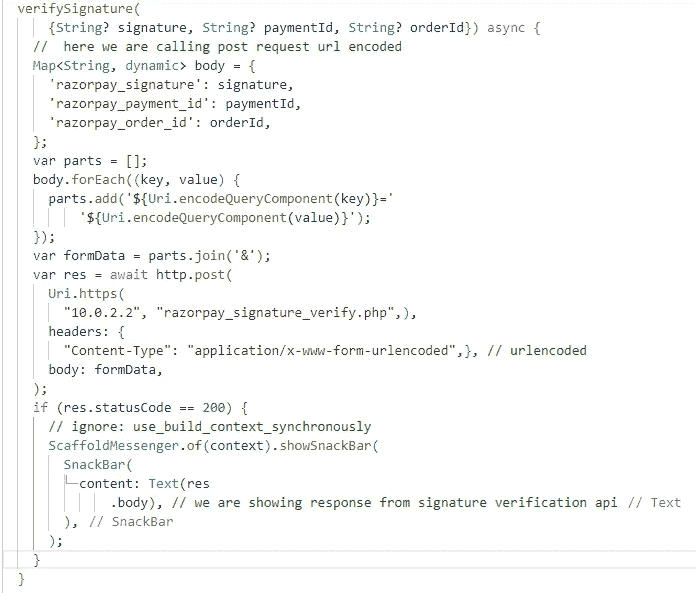 verifySignature(
{String? signature, String? paymentId, String? orderId}) async {
//  here we are calling post request url encoded
Map<String, dynamic> body = {
'razorpay_signature': signature,
'razorpay_payment_id': paymentId,
'razorpay_order_id': orderId,
};
var parts = [];
body.forEach((key, value) {
parts.add('${Uri.encodeQueryComponent(key)}='
'${Uri.encodeQueryComponent(value)}');
});
var formData = parts.join('&');
var res = await http.post(
Uri.https(
"10.0.2.2", "razorpay_signature_verify.php",),
headers: {
"Content-Type": "application/x-www-form-urlencoded",}, // urlencoded
body: formData,
);
if (res.statusCode == 200) {
// ignore: use_build_context_synchronously
ScaffoldMessenger.of(context).showSnackBar(
SnackBar(
content: Text(res
.body), // we are showing response from signature verification api // Text
), // SnackBar
);
}
}